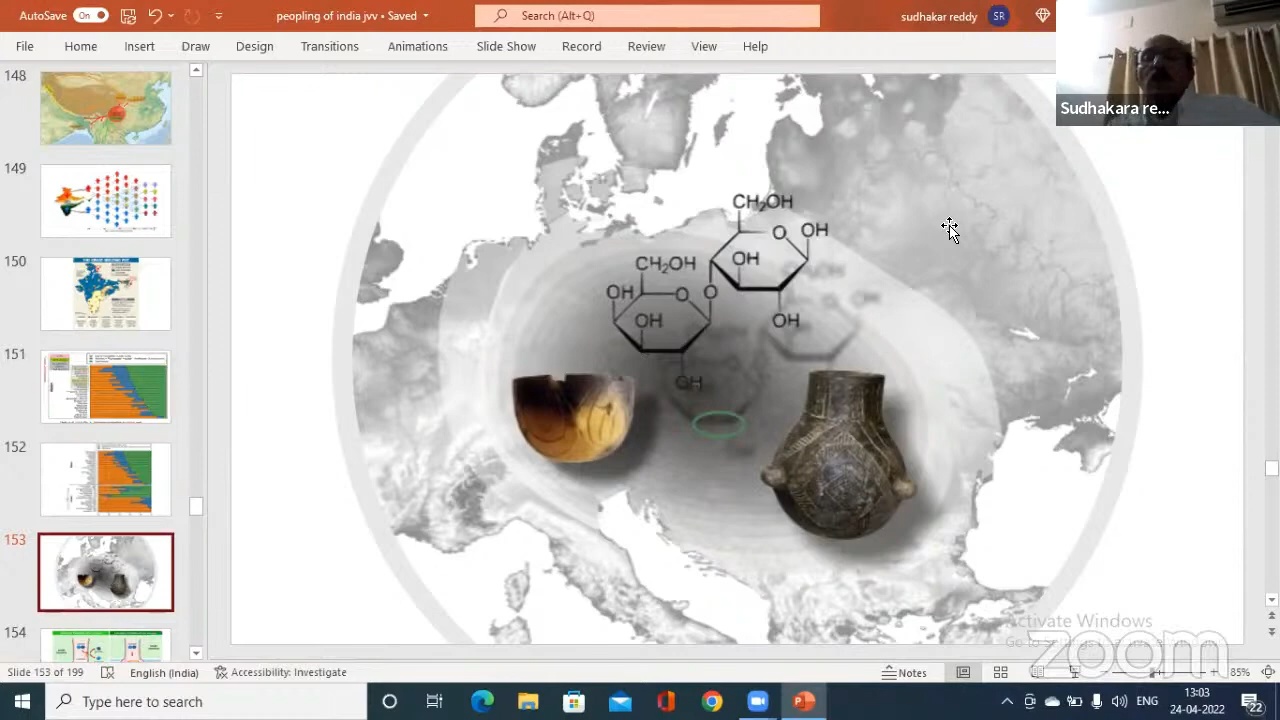 AutoSave On peopling of india jvv • Saved Search (Alt+Q) sudhakar reddy SR
File Home Insert Draw Design Transitions Animations Slide Show Record Review View Help
Sudhakara re...
148
149
150
151
152
153
154
CH2OH
O OH
OH
CH2OH
OH O O
OH OH
OH
Activate Windows
zoom
Slide 153 of 199 English (India) Accessibility: Investigate Notes 85%
Type here to search ENG 13:03
24-04-2022 22